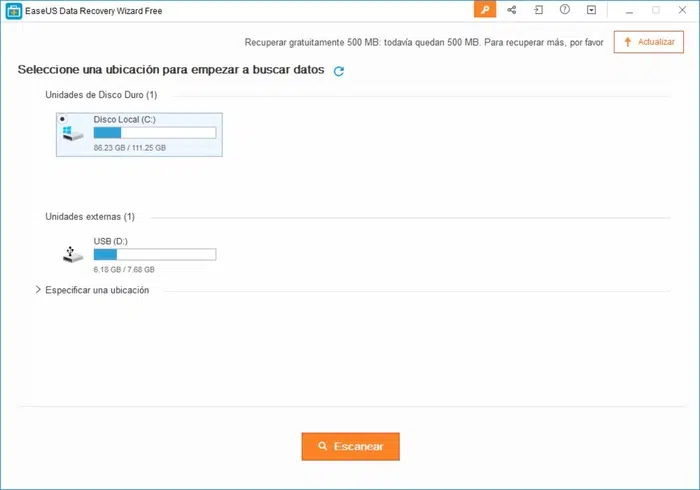 EaseUS Data Recovery Wizard Free
Recuperar gratuitamente 500 MB: todavía quedan 500 MB. Para recuperar más, por favor
Actualizar
Seleccione una ubicación para empezar a buscar datos
Unidades de Disco Duro (1)
Disco Local (C:)
86.23 GB / 111.25 GB
Unidades externas (1)
USB (D:)
6.18 GB / 7.68 GB
Especificar una ubicación
Escanear